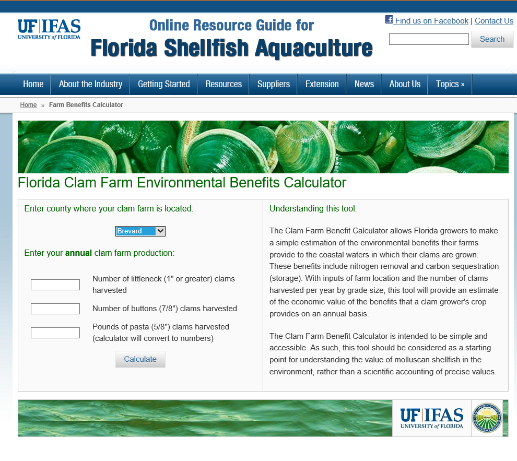 UF|IFAS
UNIVERSITY of FLORIDA
Online Resource Guide for
Florida Shellfish Aquaculture
Find us on Facebook | Contact Us
Search
Home
About the Industry
Getting Started
Resources
Suppliers
Extension
News
About Us
Topics »
Home » Farm Benefits Calculator
Florida Clam Farm Environmental Benefits Calculator
Enter county where your clam farm is located.
Brevard
Enter your annual clam farm production:
Number of littleneck (1" or greater) clams
harvested
Number of buttons (7/8") clams harvested
Pounds of pasta (5/8") clams harvested
(calculator will convert to numbers)
Calculate
Understanding this tool.
The Clam Farm Benefit Calculator allows Florida growers to make
a simple estimation of the environmental benefits their farms
provide to the coastal waters in which their clams are grown.
These benefits include nitrogen removal and carbon sequestration
(storage). With inputs of farm location and the number of clams
harvested per year by grade size, this tool will provide an estimate
of the economic value of the benefits that a clam grower's crop
provides on an annual basis.
The Clam Farm Benefit Calculator is intended to be simple and
accessible. As such, this tool should be considered as a starting
point for understanding the value of molluscan shellfish in the
environment, rather than a scientific accounting of precise values.
UF|IFAS
UNIVERSITY of FLORIDA